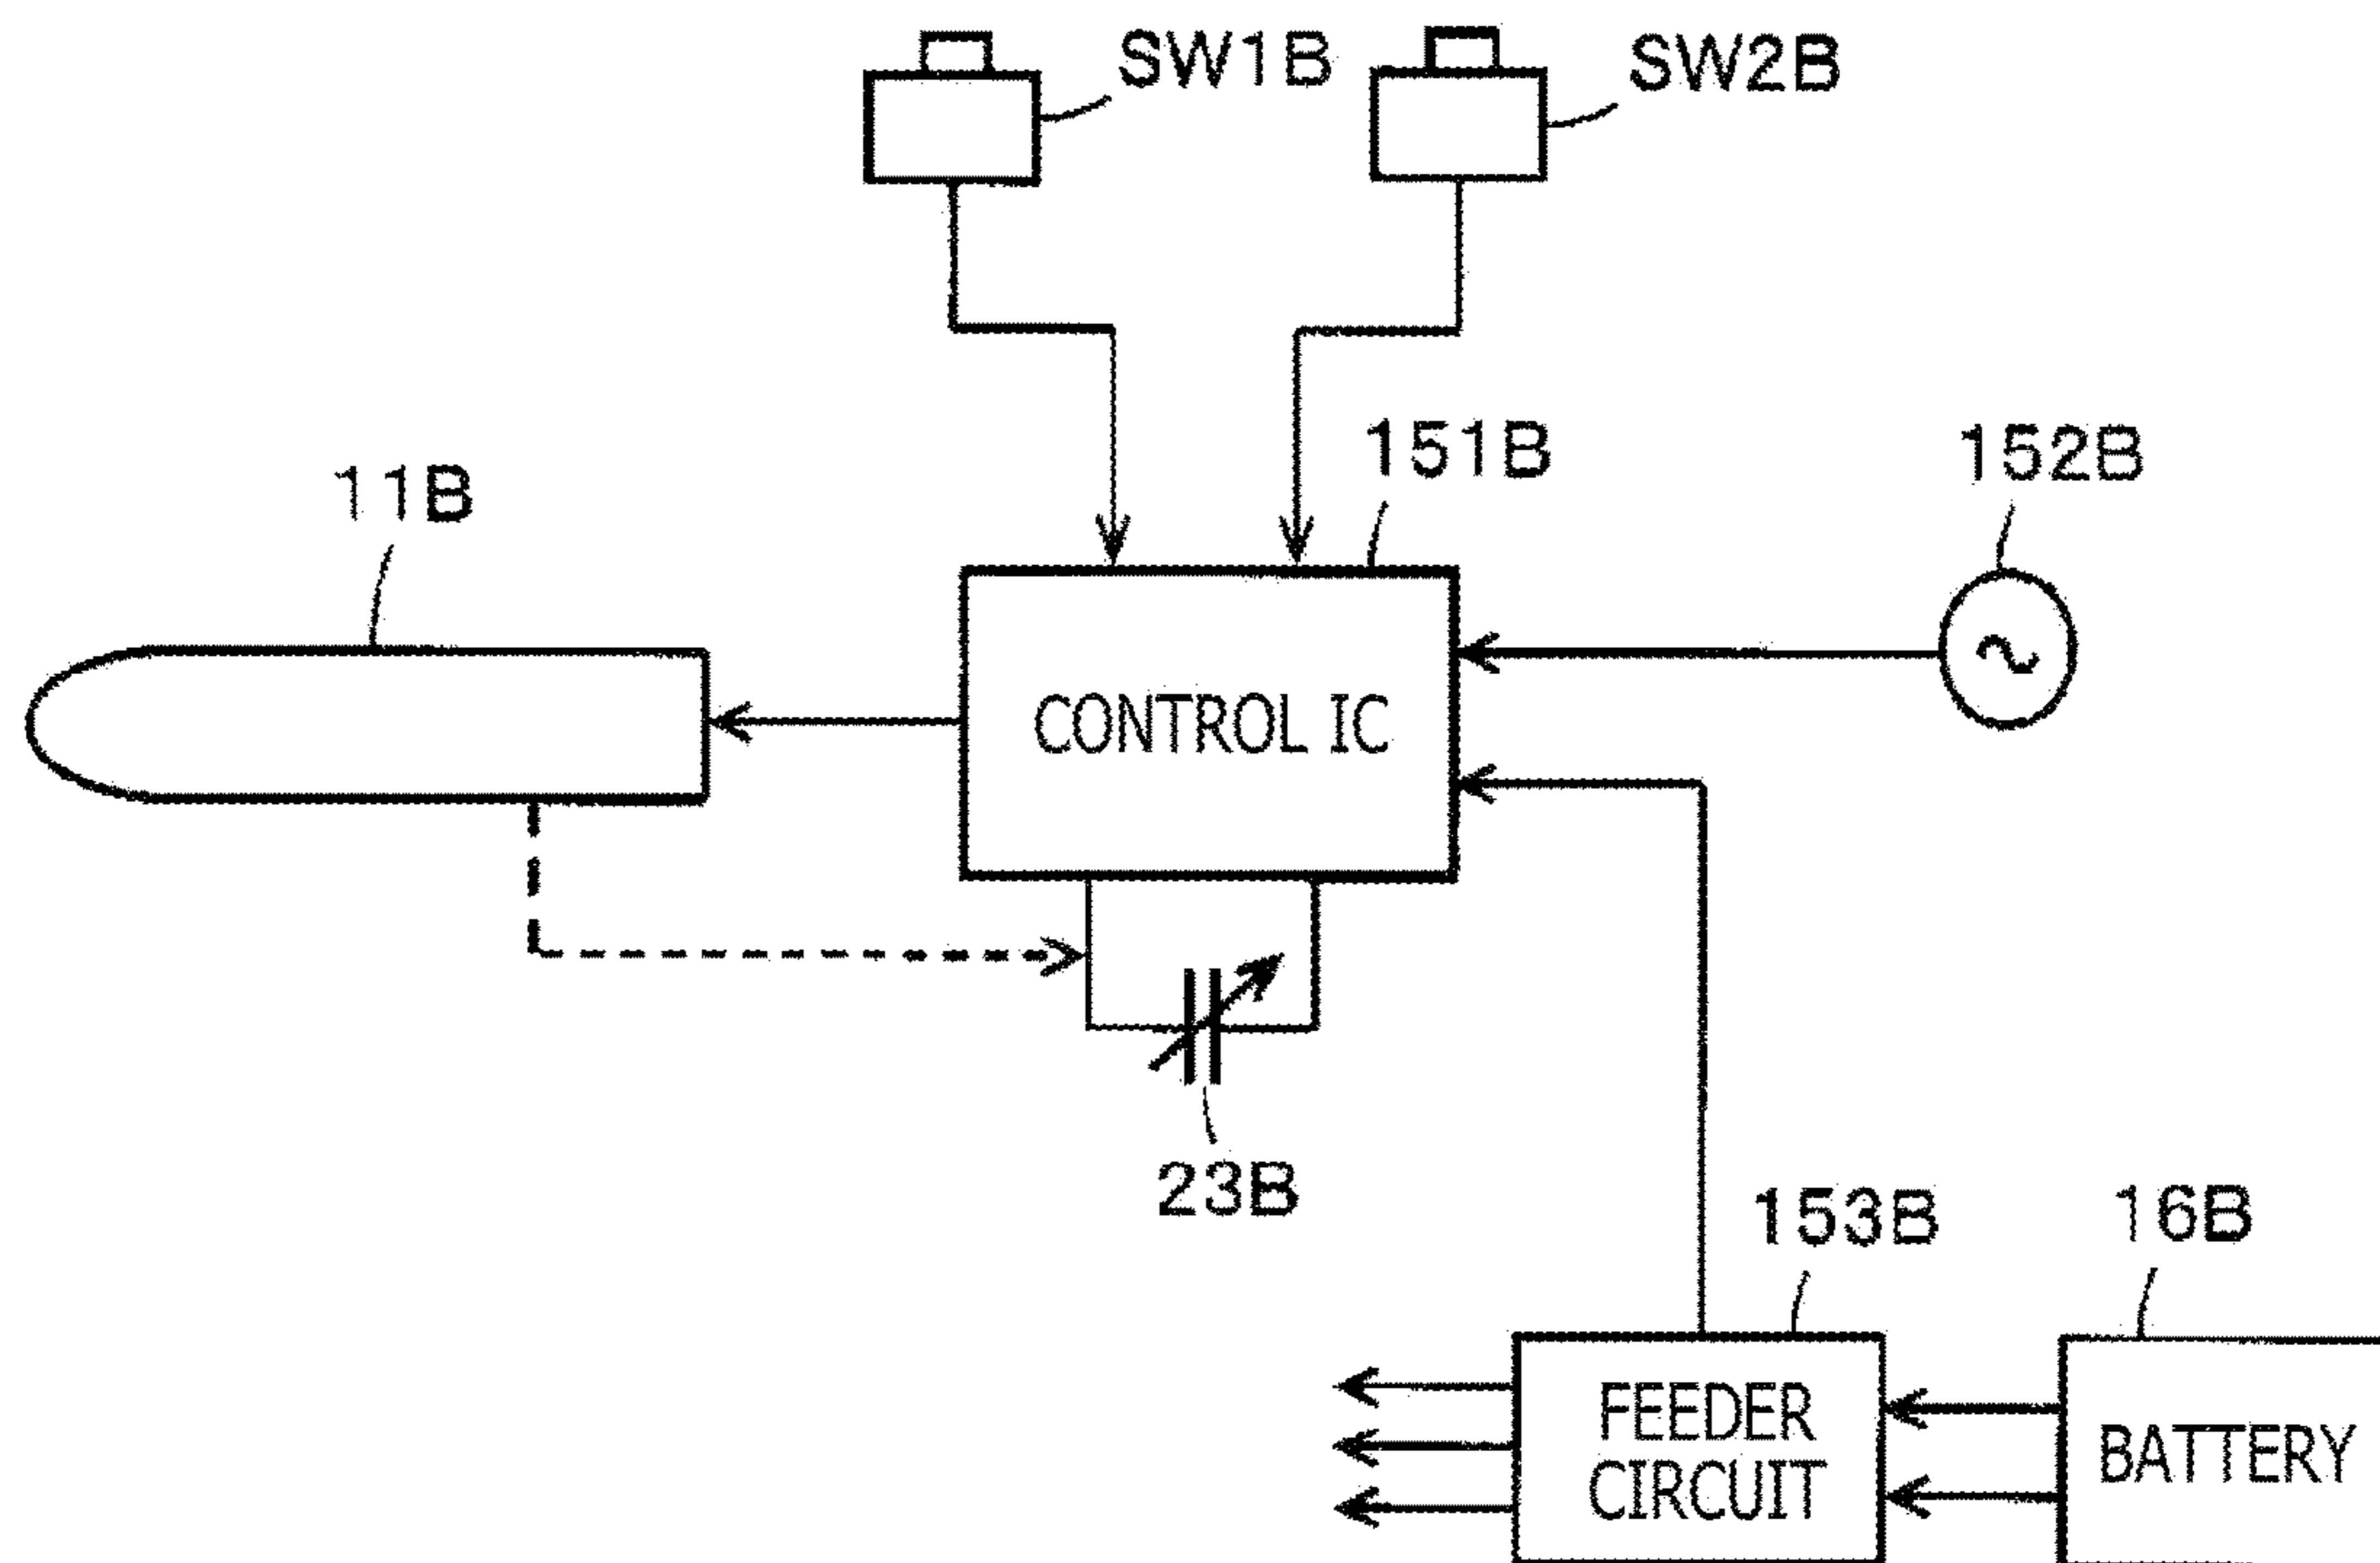 SW1B
SW2B
11B
151B
152B
CONTROL IC
23B
153B
16B
FEEDER
CIRCUIT
BATTERY